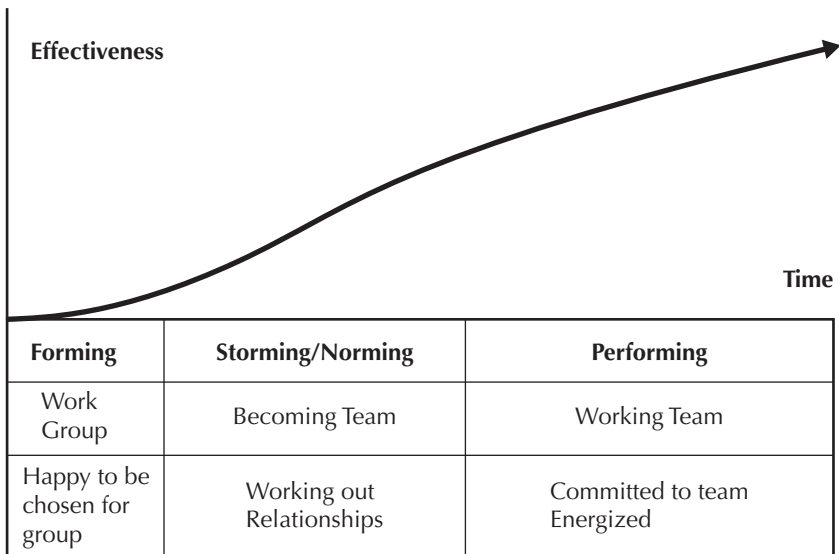 Effectiveness
Time
Forming
Storming/Norming
Performing
Work
Group
Becoming Team
Working Team
Happy to be
chosen for
group
Working out
Relationships
Committed to team
Energized